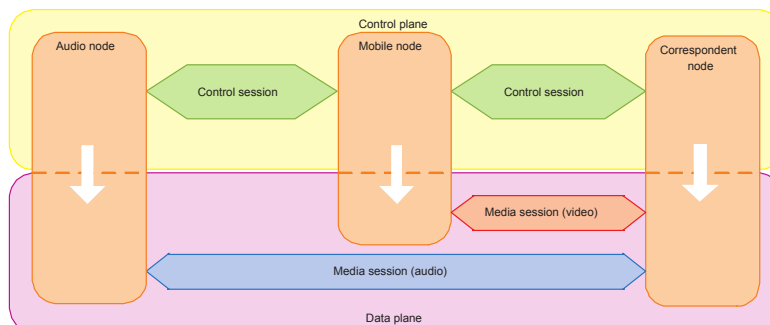 Control plane
Audio node
Mobile node
Correspondent
node
Control session
Control session
Media session (video)
Media session (audio)
Data plane